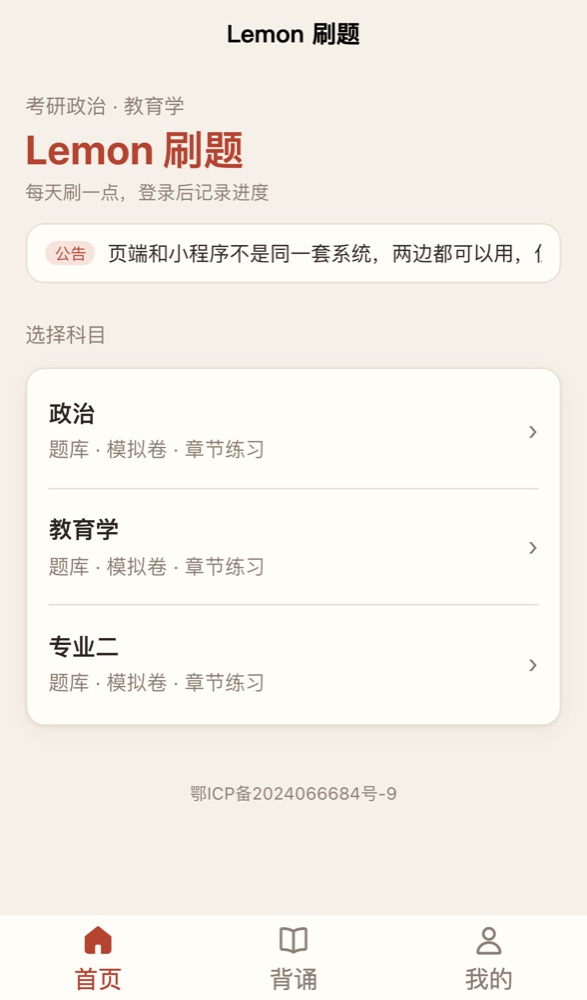 Lemon 刷题
考研政治 · 教育学
Lemon 刷题
每天刷一点，登录后记录进度
公告 页端和小程序不是同一套系统，两边都可以用，
选择科目
政治
题库 · 模拟卷 · 章节练习
›
教育学
题库 · 模拟卷 · 章节练习
›
专业二
题库 · 模拟卷 · 章节练习
›
鄂ICP备2024066684号-9
首页 背诵 我的